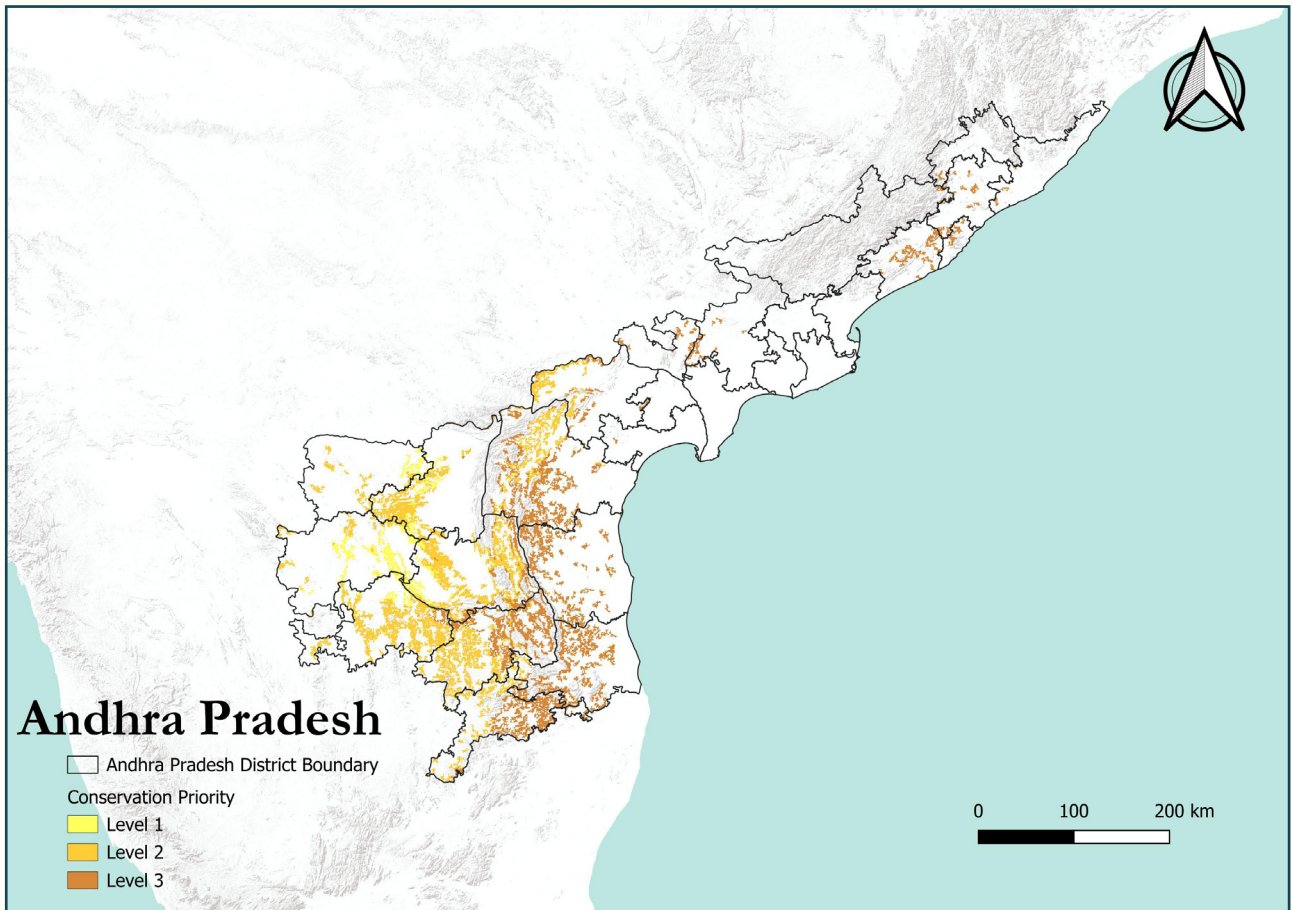 Andhra Pradesh
Andhra Pradesh District Boundary
Conservation Priority
Level 1
Level 2
Level 3
0 100 200 km